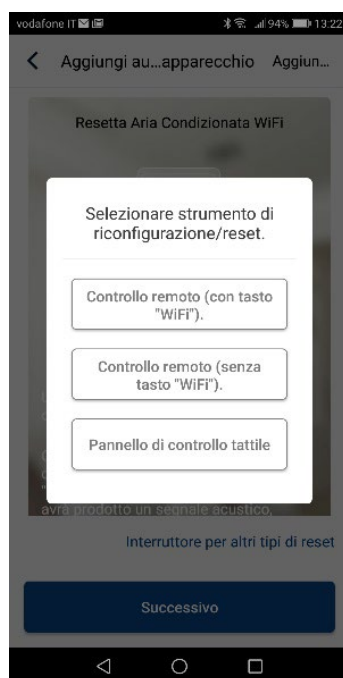 vodafone IT 94% 13:22
Aggiungi au...apparecchio Aggiun...
Resetta Aria Condizionata WiFi
Selezionare strumento di
riconfigurazione/reset.
Controllo remoto (con tasto
"WiFi").
Controllo remoto (senza
tasto "WiFi").
Pannello di controllo tattile
avrà prodotto un segnale acustico,
Interruttore per altri tipi di reset
Successivo